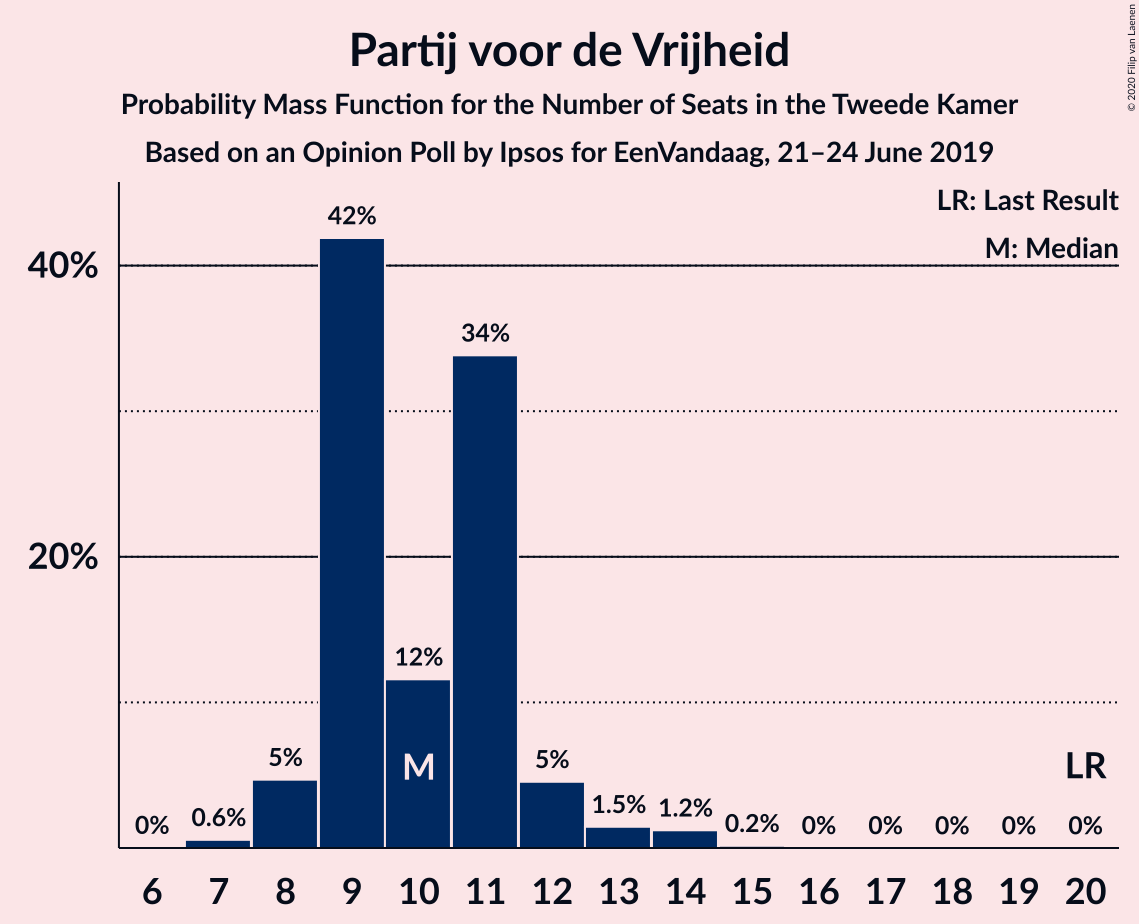 Partij voor de Vrijheid
Probability Mass Function for the Number of Seats in the Tweede Kamer
Based on an Opinion Poll by Ipsos for EenVandaag, 21–24 June 2019
© 2020 Filip van Laenen
LR: Last Result
M: Median
40%
20%
0%
0.6%
5%
42%
12%
34%
5%
1.5%
1.2%
0.2%
0%
0%
0%
0%
0%
M
LR
6 7 8 9 10 11 12 13 14 15 16 17 18 19 20